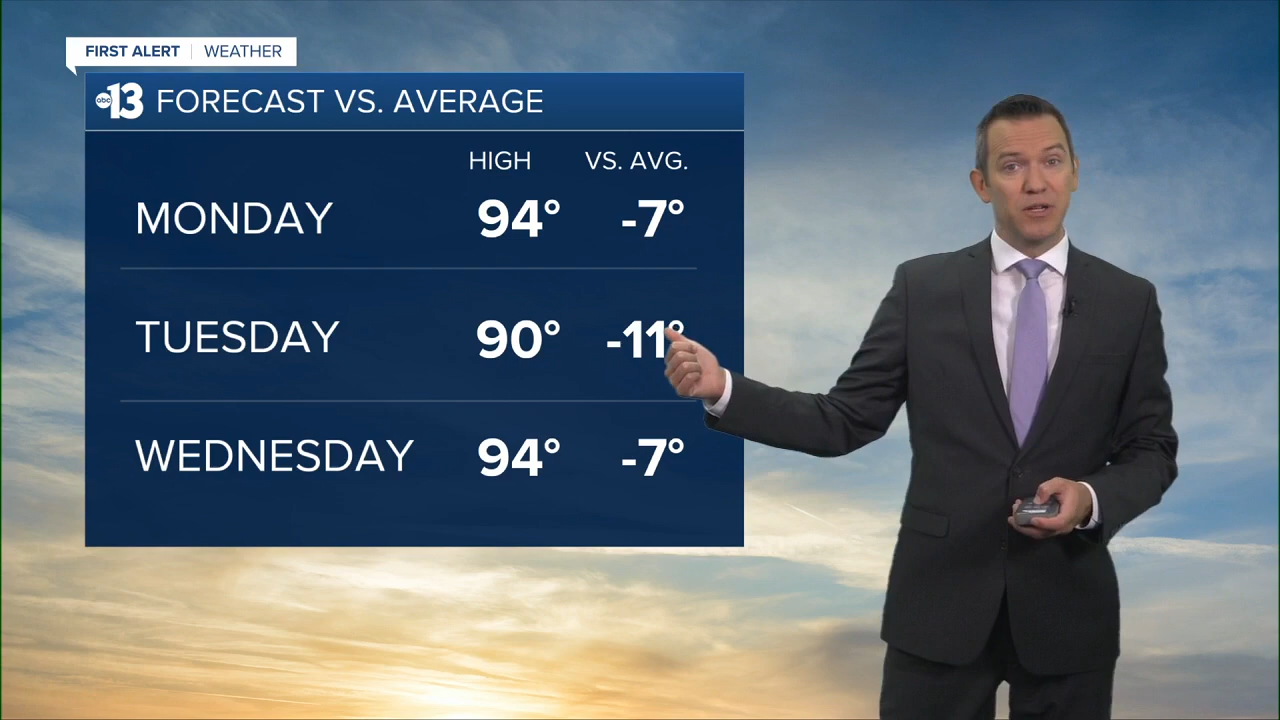 FIRST ALERT | WEATHER
abc 13 FORECAST VS. AVERAGE
HIGH VS. AVG.
MONDAY 94° -7°
TUESDAY 90° -11°
WEDNESDAY 94° -7°